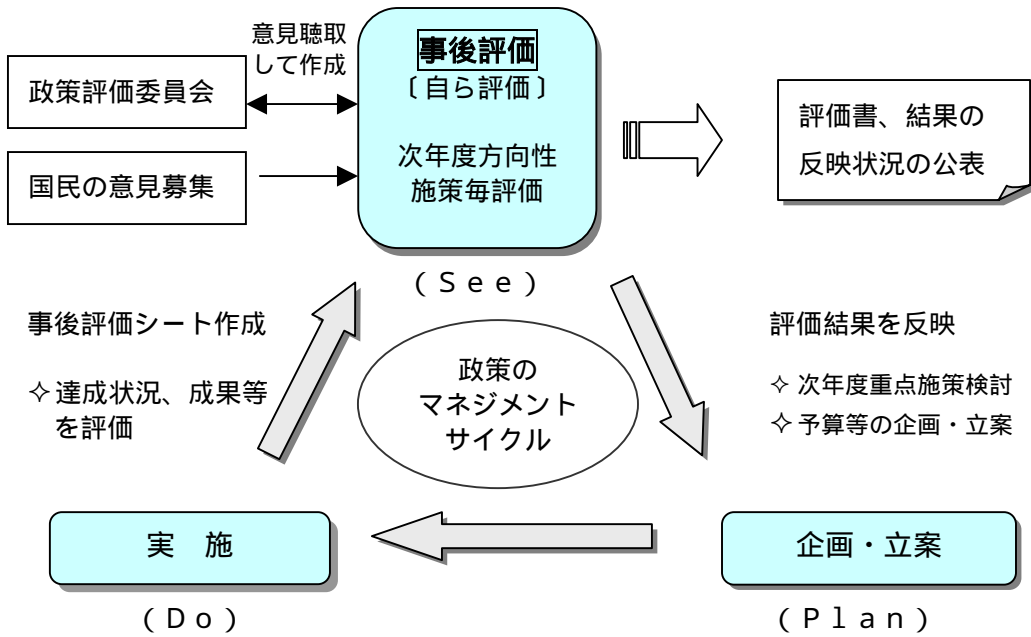 意見聴取
して作成
政策評価委員会
国民の意見募集
事後評価
〔自ら評価〕
次年度方向性
施策毎評価
(See)
評価書、結果の
反映状況の公表
事後評価シート作成
✧達成状況、成果等
を評価
政策の
マネジメント
サイクル
評価結果を反映
✧ 次年度重点施策検討
✧ 予算等の企画・立案
実 施
(Do)
企画・立案
(Plan)